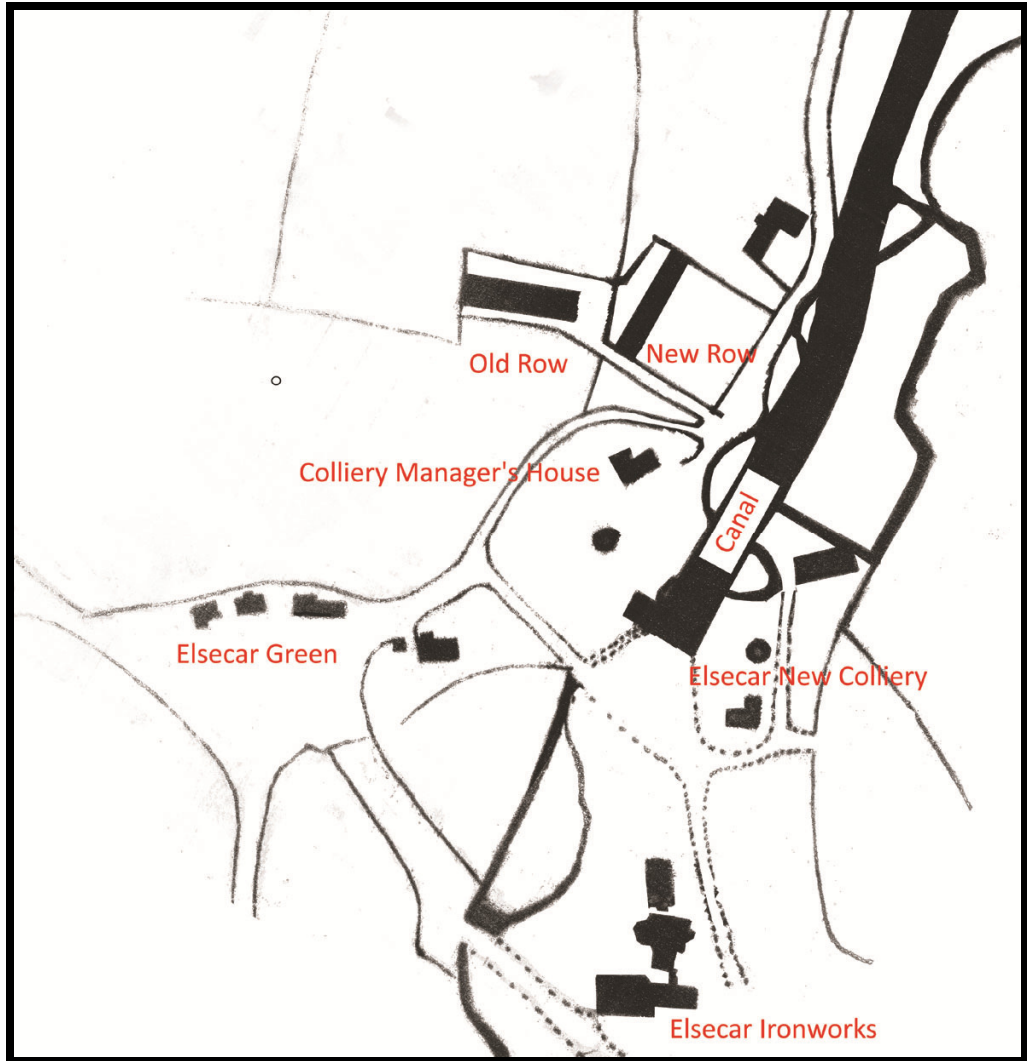 Old Row
New Row
Colliery Manager's House
Canal
Elsecar Green
Elsecar New Colliery
Elsecar Ironworks